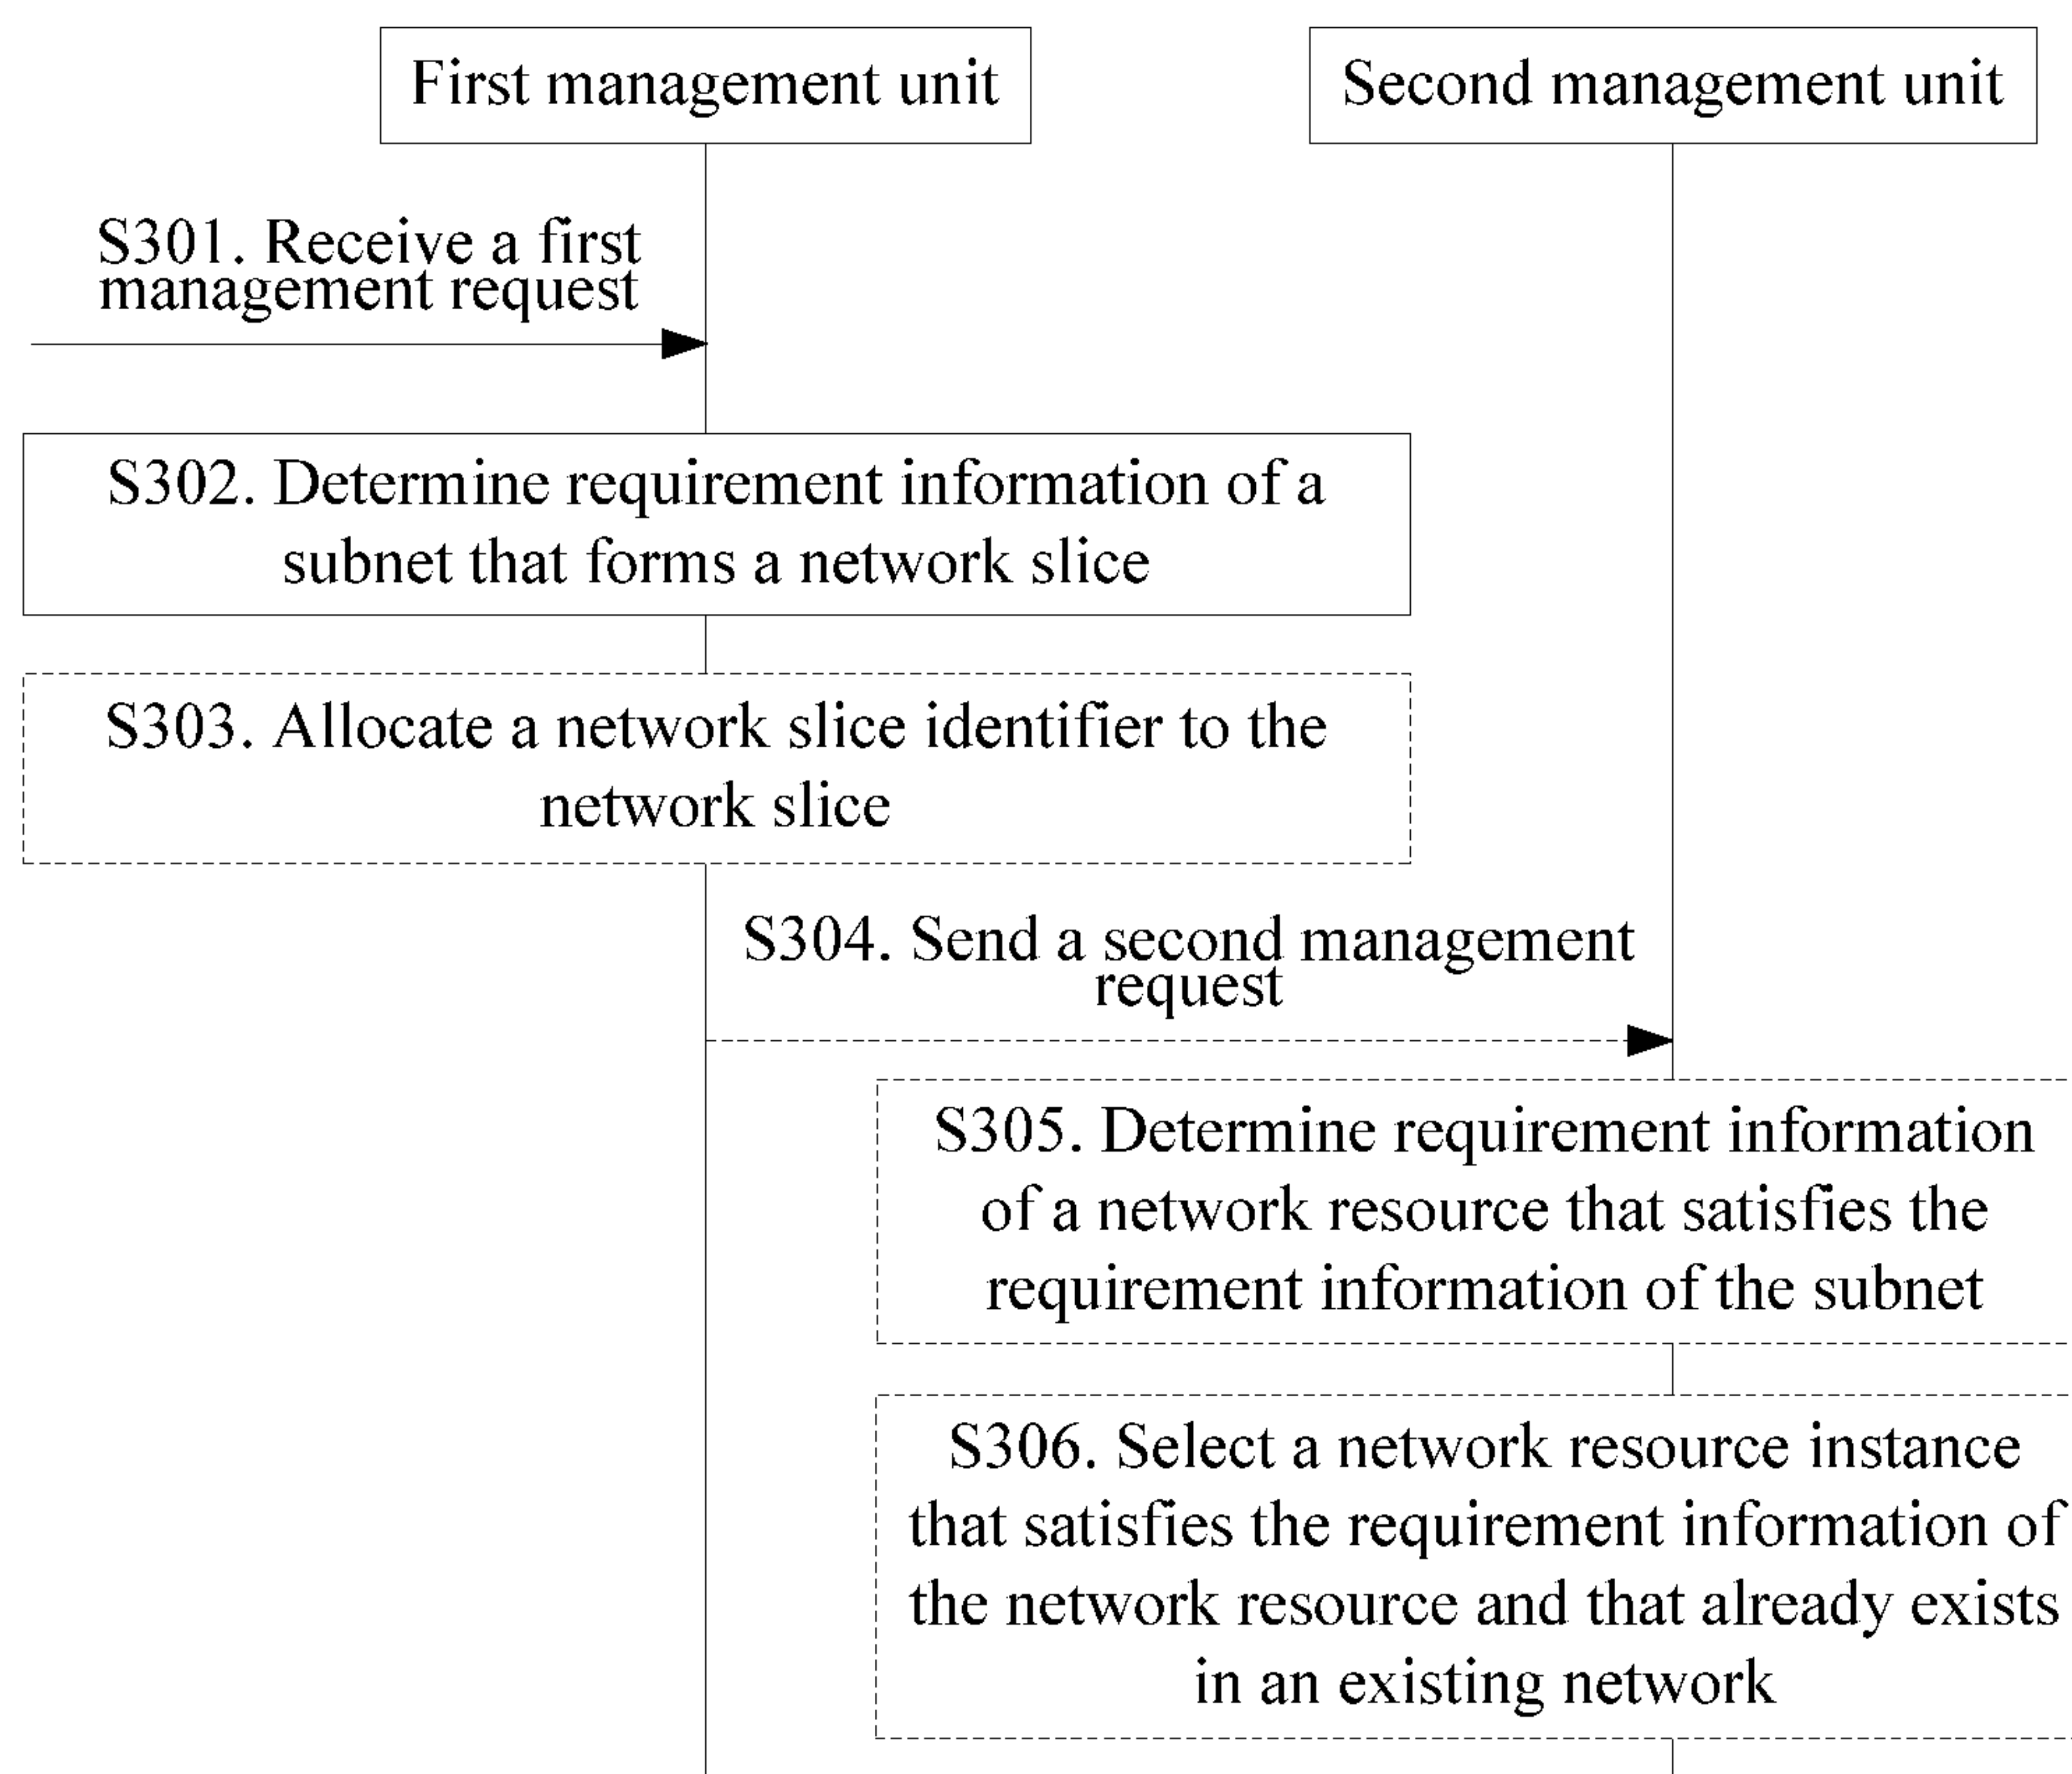 First management unit
Second management unit
S301. Receive a first
management request
S302. Determine requirement information of a
subnet that forms a network slice
S303. Allocate a network slice identifier to the
network slice
S304. Send a second management
request
S305. Determine requirement information
of a network resource that satisfies the
requirement information of the subnet
S306. Select a network resource instance
that satisfies the requirement information of
the network resource and that already exists
in an existing network